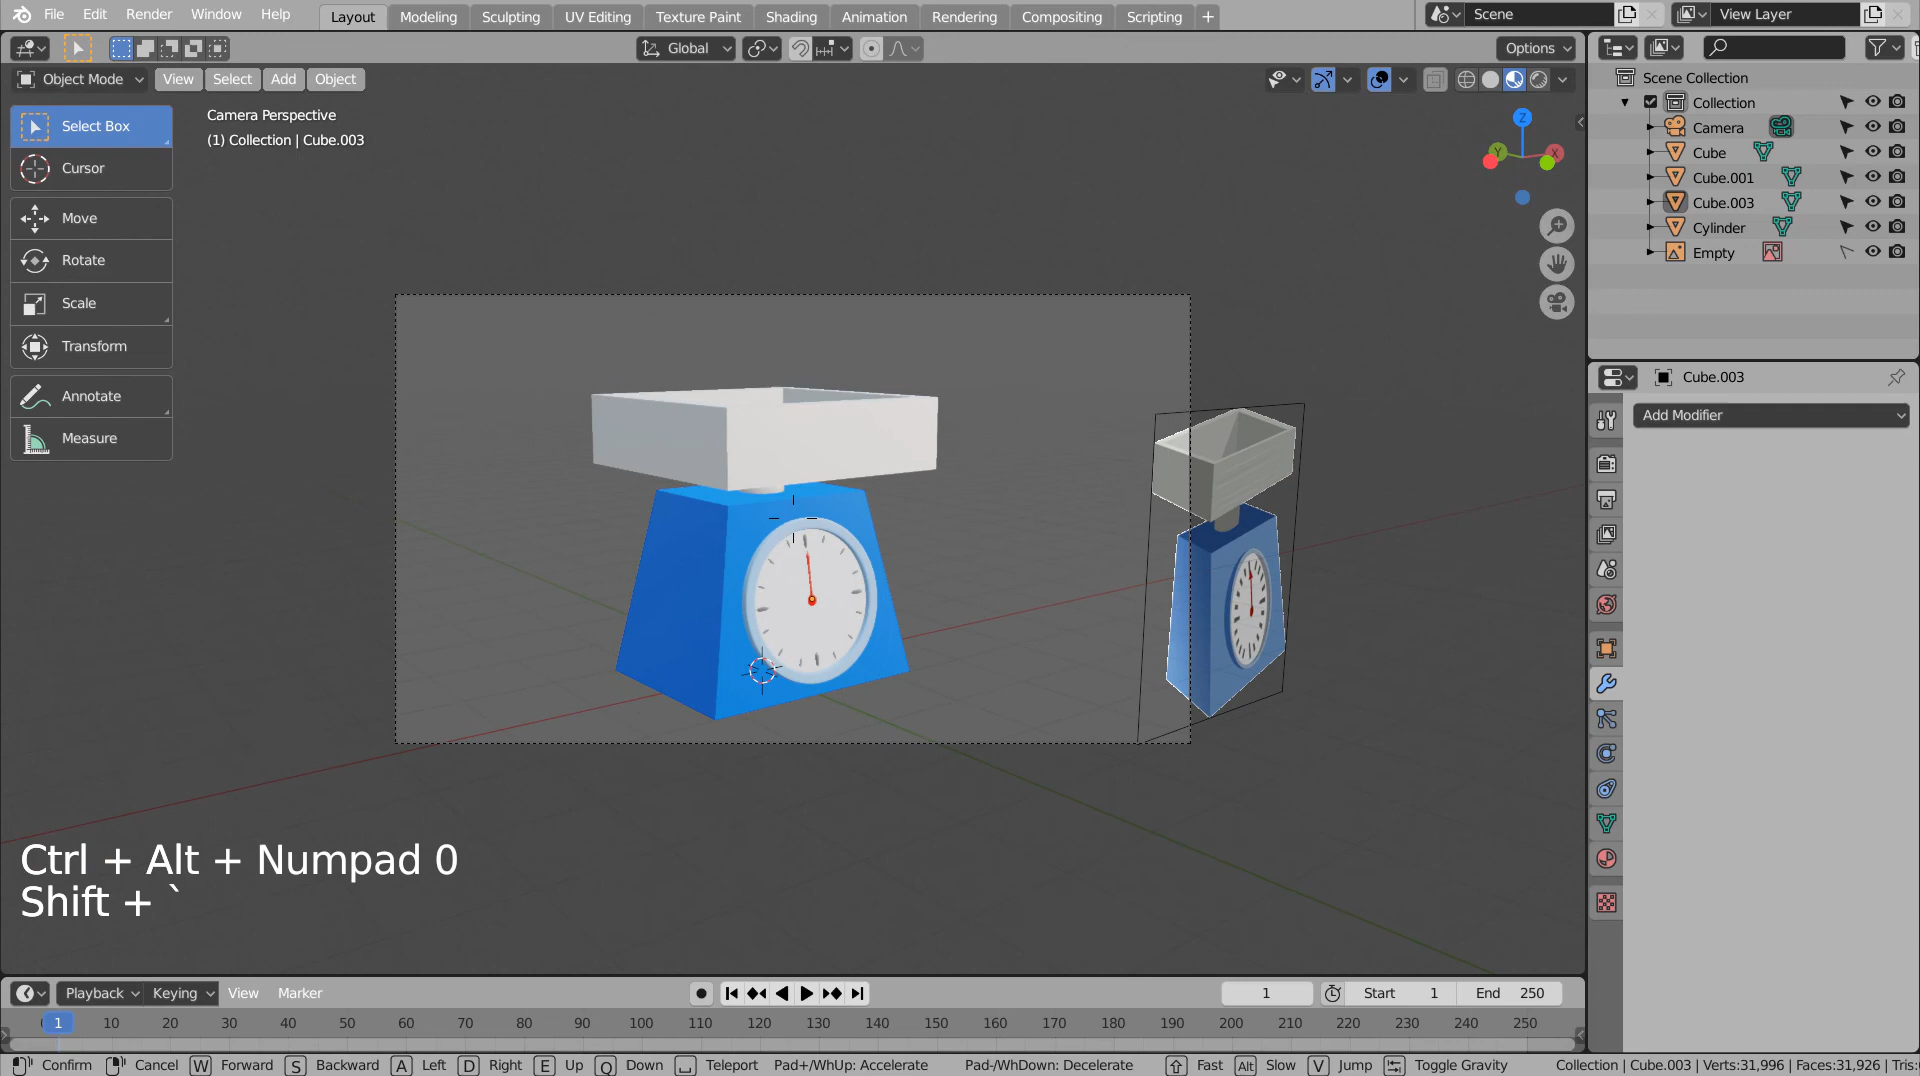 File Edit Render Window Help Layout Modeling Sculpting UV Editing Texture Paint Shading Animation Rendering Compositing Scripting + Scene View Layer
Global Options
Object Mode View Select Add Object
Select Box
Cursor
Move
Rotate
Scale
Transform
Annotate
Measure
Camera Perspective
(1) Collection | Cube.003
Z
Y
X
Scene Collection
Collection
Camera
Cube
Cube.001
Cube.003
Cylinder
Empty
Cube.003
Add Modifier
Ctrl + Alt + Numpad 0
Shift + `
Playback Keying View Marker 1 Start 1 End 250
1 10 20 30 40 50 60 70 80 90 100 110 120 130 140 150 160 170 180 190 200 210 220 230 240 250
Confirm Cancel W Forward S Backward A Left D Right E Up Q Down Teleport Pad+/WhUp: Accelerate Pad-/WhDown: Decelerate Fast Alt Slow V Jump Toggle Gravity Collection | Cube.003 | Verts:31,996 | Faces:31,926 | Tris: